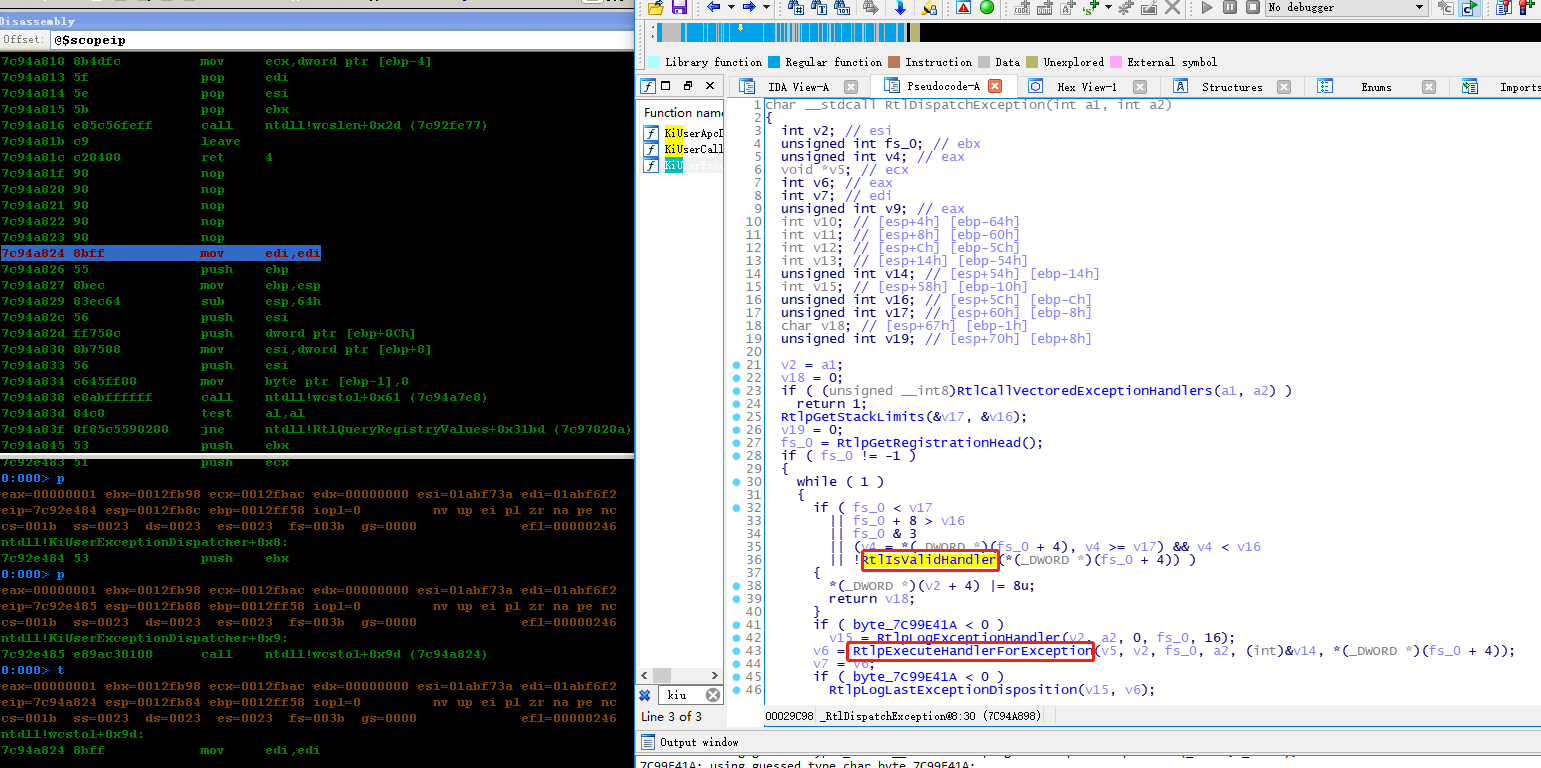 Disassembly
Offset: @$scopeip
7c94a810 8b4dfc mov ecx,dword ptr [ebp-4]
7c94a813 5f pop edi
7c94a814 5e pop esi
7c94a815 5b pop ebx
7c94a816 e85c56feff call ntdll!wcslen+0x2d (7c92fe77)
7c94a81b c9 leave
7c94a81c c20400 ret 4
7c94a81f 90 nop
7c94a820 90 nop
7c94a821 90 nop
7c94a822 90 nop
7c94a823 90 nop
7c94a824 8bff mov edi,edi
7c94a826 55 push ebp
7c94a827 8bec mov ebp,esp
7c94a829 83ec64 sub esp,64h
7c94a82c 56 push esi
7c94a82d ff750c push dword ptr [ebp+0Ch]
7c94a830 8b7508 mov esi,dword ptr [ebp+8]
7c94a833 56 push esi
7c94a834 c645ff00 mov byte ptr [ebp-1],0
7c94a838 e8abffffff call ntdll!wcstol+0x61 (7c94a7e8)
7c94a83d 84c0 test al,al
7c94a83f 0f85c5590200 jne ntdll!RtlQueryRegistryValues+0x31bd (7c97020a)
7c94a845 53 push ebx
7c92e483 51 push ecx
0:000> p
eax=00000001 ebx=0012fb98 ecx=0012fbac edx=00000000 esi=01abf73a edi=01abf6f2
eip=7c92e484 esp=0012fb8c ebp=0012ff58 iopl=0 nv up ei pl zr na pe nc
cs=001b ss=0023 ds=0023 es=0023 fs=003b gs=0000 efl=00000246
ntdll!KiUserExceptionDispatcher+0x8:
7c92e484 53 push ebx
0:000> p
eax=00000001 ebx=0012fb98 ecx=0012fbac edx=00000000 esi=01abf73a edi=01abf6f2
eip=7c92e485 esp=0012fb88 ebp=0012ff58 iopl=0 nv up ei pl zr na pe nc
cs=001b ss=0023 ds=0023 es=0023 fs=003b gs=0000 efl=00000246
ntdll!KiUserExceptionDispatcher+0x9:
7c92e485 e89ac30100 call ntdll!wcstol+0x9d (7c94a824)
0:000> t
eax=00000001 ebx=0012fb98 ecx=0012fbac edx=00000000 esi=01abf73a edi=01abf6f2
eip=7c94a824 esp=0012fb84 ebp=0012ff58 iopl=0 nv up ei pl zr na pe nc
cs=001b ss=0023 ds=0023 es=0023 fs=003b gs=0000 efl=00000246
ntdll!wcstol+0x9d:
7c94a824 8bff mov edi,edi
No debugger
Library function Regular function Instruction Data Unexplored External symbol
IDA View-A Pseudocode-A Hex View-1 Structures Enums Imports
Function name
KiUserApcD
KiUserCall
KiUserExce
kiu
Line 3 of 3
1 char __stdcall RtlDispatchException(int a1, int a2)
2 {
3 int v2; // esi
4 unsigned int fs_0; // ebx
5 unsigned int v4; // eax
6 void *v5; // ecx
7 int v6; // eax
8 int v7; // edi
9 unsigned int v9; // eax
10 int v10; // [esp+4h] [ebp-64h]
11 int v11; // [esp+8h] [ebp-60h]
12 int v12; // [esp+Ch] [ebp-5Ch]
13 int v13; // [esp+14h] [ebp-54h]
14 unsigned int v14; // [esp+54h] [ebp-14h]
15 int v15; // [esp+58h] [ebp-10h]
16 unsigned int v16; // [esp+5Ch] [ebp-Ch]
17 unsigned int v17; // [esp+60h] [ebp-8h]
18 char v18; // [esp+67h] [ebp-1h]
19 unsigned int v19; // [esp+70h] [ebp+8h]
20
21 v2 = a1;
22 v18 = 0;
23 if ( (unsigned __int8)RtlCallVectoredExceptionHandlers(a1, a2) )
24 return 1;
25 RtlpGetStackLimits(&v17, &v16);
26 v19 = 0;
27 fs_0 = RtlpGetRegistrationHead();
28 if ( fs_0 != -1 )
29 {
30 while ( 1 )
31 {
32 if ( fs_0 < v17
33 || fs_0 + 8 > v16
34 || fs_0 & 3
35 || (v4 = *(_DWORD *)(fs_0 + 4), v4 >= v17) && v4 < v16
36 || !RtlIsValidHandler(*(_DWORD *)(fs_0 + 4)) )
37 {
38 *(_DWORD *)(v2 + 4) |= 8u;
39 return v18;
40 }
41 if ( byte_7C99E41A < 0 )
42 v15 = RtlpLogExceptionHandler(v2, a2, 0, fs_0, 16);
43 v6 = RtlpExecuteHandlerForException(v5, v2, fs_0, a2, (int)&v14, *(_DWORD *)(fs_0 + 4));
44 v7 = v6;
45 if ( byte_7C99E41A < 0 )
46 RtlpLogLastExceptionDisposition(v15, v6);
00029C98 _RtlDispatchException@8:30 (7C94A898)
Output window
7C99E41A: using guessed type char byte_7C99E41A;